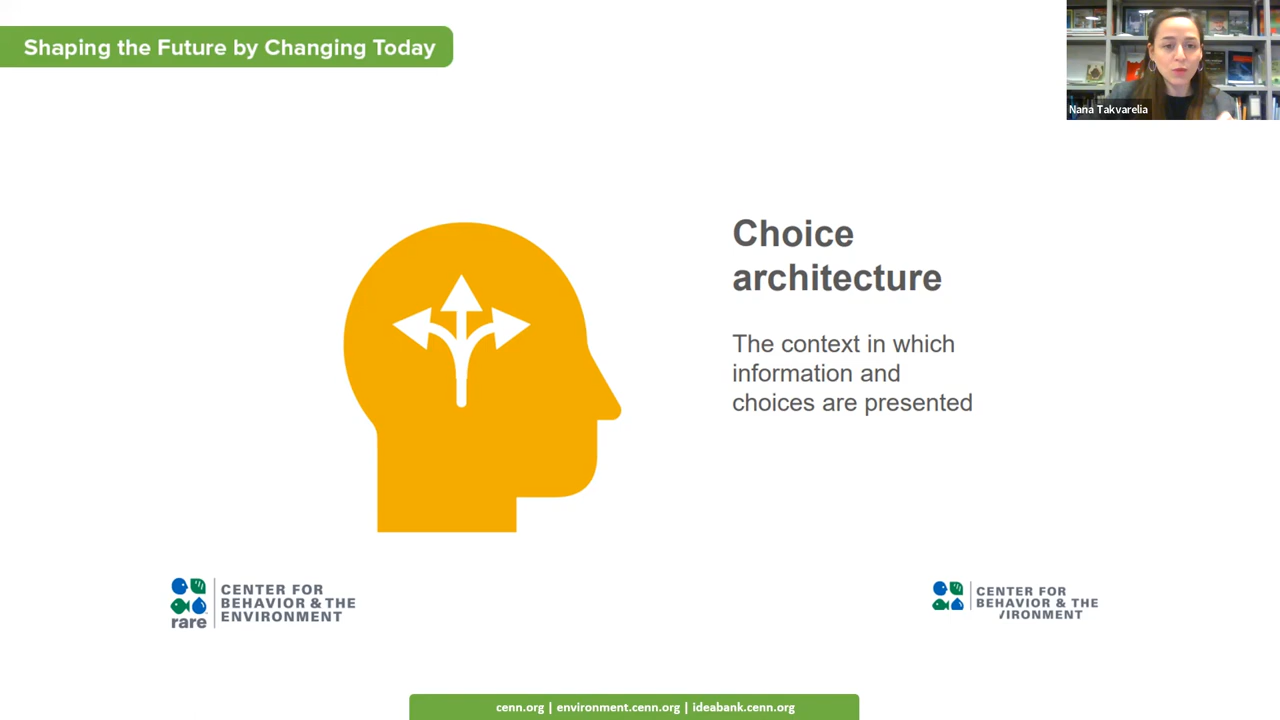 Shaping the Future by Changing Today
Nana Takvarelia
Choice
architecture
The context in which
information and
choices are presented
rare
CENTER FOR
BEHAVIOR & THE
ENVIRONMENT
CENTER FOR
BEHAVIOR & THE
VIRONMENT
cenn.org | environment.cenn.org | ideabank.cenn.org